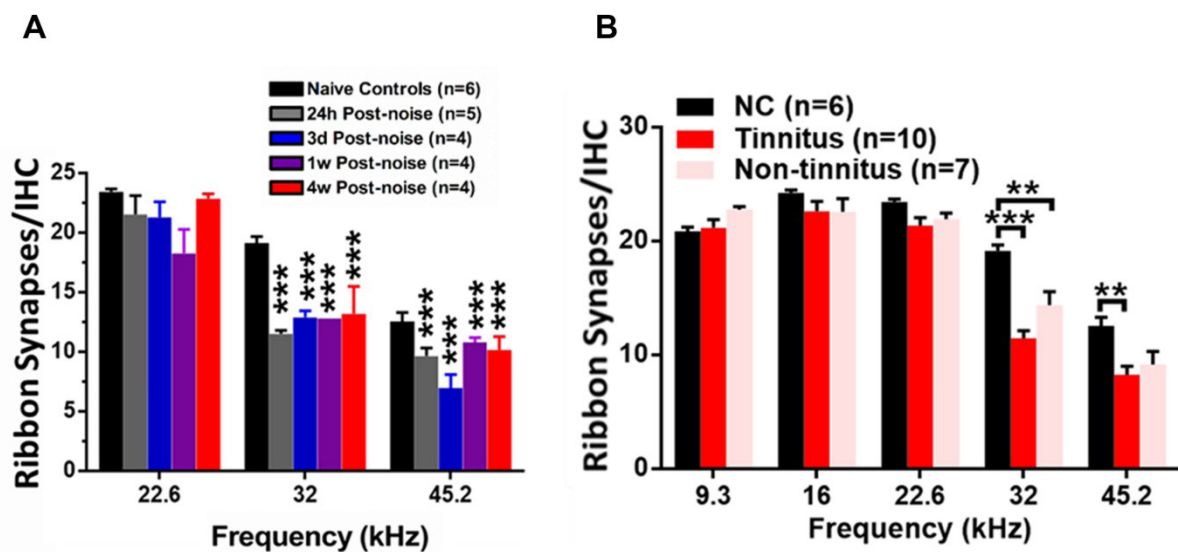 A
Naive Controls (n=6)
24h Post-noise (n=5)
3d Post-noise (n=4)
1w Post-noise (n=4)
4w Post-noise (n=4)
Ribbon Synapses/IHC
25
20
15
10
5
0
***
***
***
***
***
***
***
***
22.6
32
45.2
Frequency (kHz)
B
NC (n=6)
Tinnitus (n=10)
Non-tinnitus (n=7)
Ribbon Synapses/IHC
30
20
10
0
**
***
**
9.3
16
22.6
32
45.2
Frequency (kHz)